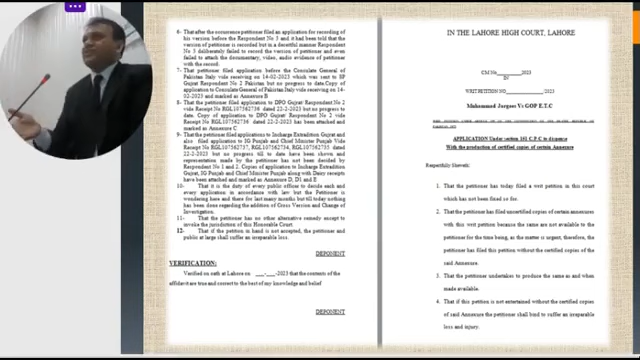 6- That after the occurrence petitioner filed an application for recording of
his version before the Respondent No 3 and it had been told that the
version of petitioner is recorded but in a deceitful manner Respondent
No 3 deliberately failed to record the version of petitioner and even
failed to attach the documentary, video, audio evidence of petitioner
with the record.
7- That petitioner filed application before the Consulate General of
Pakistan Italy vide receiving on 14-02-2023 which was sent to SP
Gujrat Respondent No 2 Pakistan but no progress to data.Copy of
application to Consulate General of Pakistan Italy vide receiving 14-
02-2023 and marked as Annexure B
8- That the petitioner filed application to DPO Gujrat Respondent No 2
vide Receipt RGL107562736 dated 22-2-2023 but no progress to
date. Copy of application to DPO Gujrat Respondent No 2 vide
Receipt No RGL107562736 dated 22-2-2023 has been attached and
marked as Annexure C
9- That the petitioner filed applications to Incharge Extradition Gujrat and
also filed application to IG Punjab and Chief Minister Punjab Vide
Receipt No RGL107562737, RGL107562734, RGL107562735 dated
22-2-2023 but no progress till to date have been shown and
representation made by the petitioner has not been decided by
Respondent No 1 and 2. Copies of application to Incharge Extradition
Gujrat, IG Punjab and Chief Minister Punjab along with Dairy receipts
have been attached and marked as Annexure D, D1 and E
10- That it is the duty of every public officer to decide each and
every application in accordance with law but the Petitioner is
wondering here and there for last many months but till today nothing
has been done regarding the addition of Cross Version and Change of
Investigation.
11- That the petitioner has no other alternative remedy except to
invoke the jurisdiction of this Honorable Court.
12- That if the petition in hand is not accepted, the petitioner and
public at large shall suffer an irreparable loss.
DEPONENT
VERIFICATION:
Verified on oath at Lahore on ___-___-2023 that the contents of the
affidavit are true and correct to the best of my knowledge and belief
DEPONENT
IN THE LAHORE HIGH COURT, LAHORE
CM No________/2023
IN
WRIT PETITION NO____________/2023
Muhammad Jargees Vs GOP E.T.C
APPLICATION Under section 151 C.P.C to dispense
With the production of certified copies of certain Annexure
Respectfully Sheweth:
1. That the petitioner has today filed a writ petition in this court
which has not been fixed so far.
2. That the petitioner has filed uncertified copies of certain annexures
with this writ petition because the same are not available to the
petitioner for the time being, as the matter is urgent, therefore, the
petitioner has filed this petition without the certified copies of the
said Annexure.
3. That the petitioner undertakes to produce the same as and when
made available.
4. That if this petition is not entertained without the certified copies
of said Annexure the petitioner shall bind to suffer an irreparable
loss and injury.